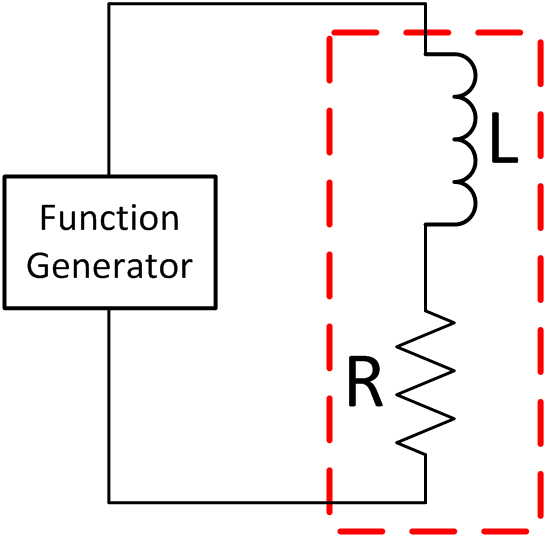 Function
Generator
L
R